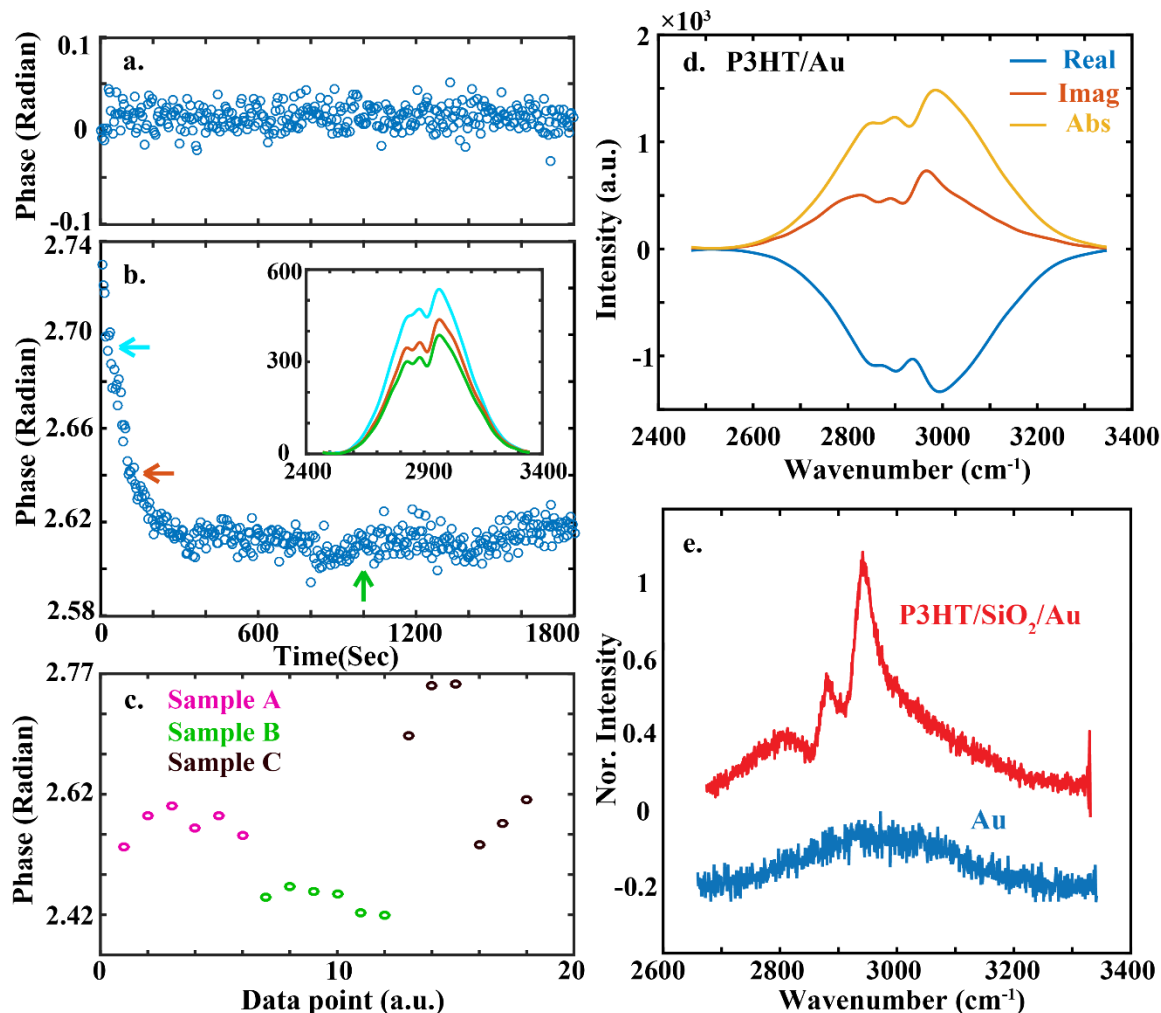 a.
0.1
0
-0.1
Phase (Radian)
b.
2.74
2.70
2.66
2.62
2.58
Phase (Radian)
600
300
0
2400 2900 3400
0 600 1200 1800
Time(Sec)
c.
Sample A
Sample B
Sample C
2.77
2.62
2.42
Phase (Radian)
0 10 20
Data point (a.u.)
×10³
d. P3HT/Au
Real
Imag
Abs
2
1
0
-1
Intensity (a.u.)
2400 2600 2800 3000 3200 3400
Wavenumber (cm⁻¹)
e.
P3HT/SiO₂/Au
Au
1
0.6
0.4
0
-0.2
Nor. Intensity
2600 2800 3000 3200 3400
Wavenumber (cm⁻¹)